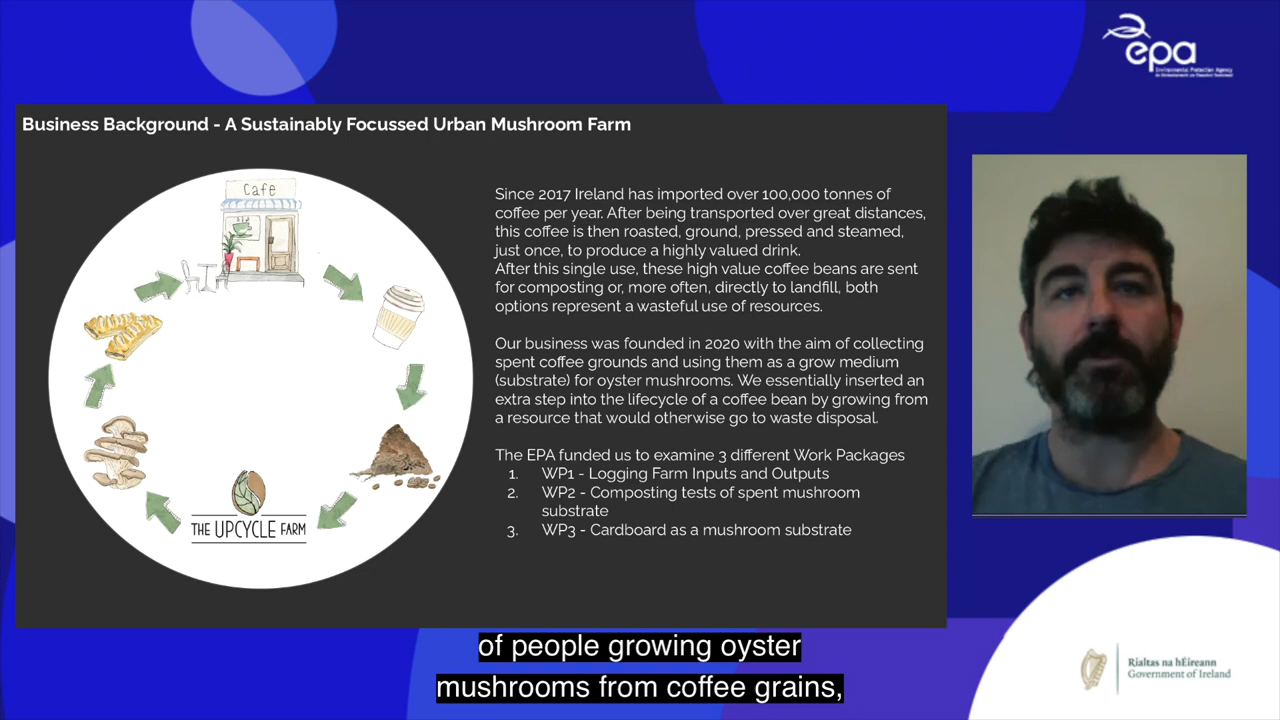 epa
Environmental Protection Agency
Business Background - A Sustainably Focussed Urban Mushroom Farm
Cafe
Since 2017 Ireland has imported over 100,000 tonnes of
coffee per year. After being transported over great distances,
this coffee is then roasted, ground, pressed and steamed,
just once, to produce a highly valued drink.
After this single use, these high value coffee beans are sent
for composting or, more often, directly to landfill, both
options represent a wasteful use of resources.
Our business was founded in 2020 with the aim of collecting
spent coffee grounds and using them as a grow medium
(substrate) for oyster mushrooms. We essentially inserted an
extra step into the lifecycle of a coffee bean by growing from
a resource that would otherwise go to waste disposal.
The EPA funded us to examine 3 different Work Packages
1. WP1 - Logging Farm Inputs and Outputs
2. WP2 - Composting tests of spent mushroom
substrate
3. WP3 - Cardboard as a mushroom substrate
THE UPCYCLE FARM
of people growing oyster
mushrooms from coffee grains,
Rialtas na hÉireann
Government of Ireland